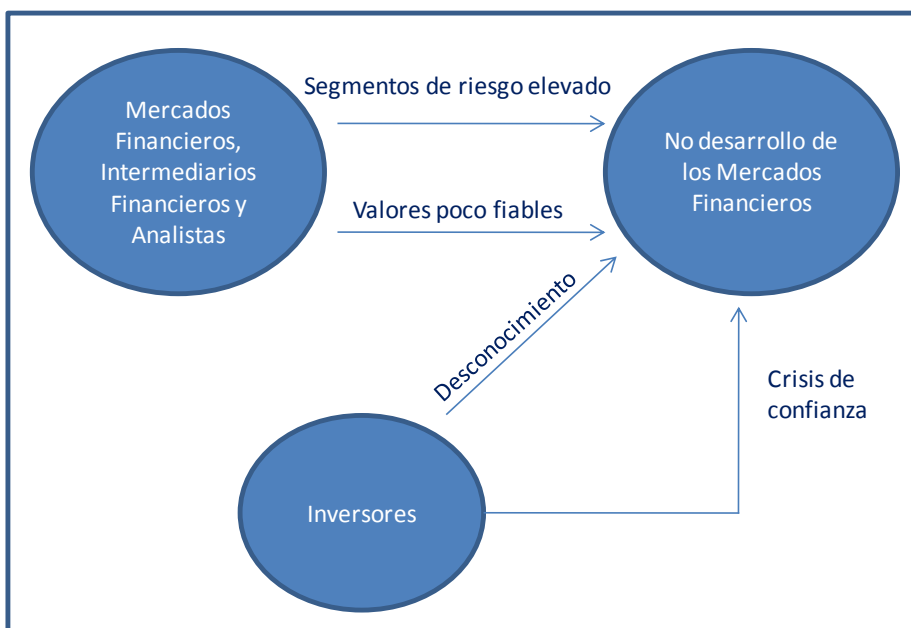 Mercados
Financieros,
Intermediarios
Financieros y
Analistas
Segmentos de riesgo elevado
Valores poco fiables
No desarrollo de
los Mercados
Financieros
Desconocimiento
Crisis de
confianza
Inversores